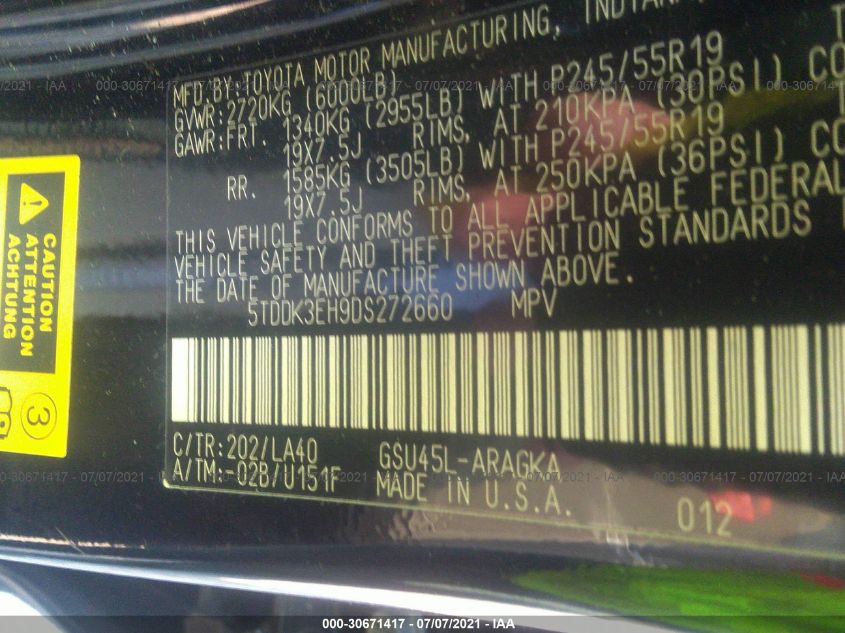 MFD.BY TOYOTA MOTOR MANUFACTURING, INDIANA,
GVWR:2720KG (6000LB)
GAWR:FRT. 1340KG (2955LB) WITH P245/55R19
19X7.5J RIMS, AT 210KPA (30PSI) CO
RR. 1585KG (3505LB) WITH P245/55R19
19X7.5J RIMS, AT 250KPA (36PSI) CO
THIS VEHICLE CONFORMS TO ALL APPLICABLE FEDERAL
VEHICLE SAFETY AND THEFT PREVENTION STANDARDS
THE DATE OF MANUFACTURE SHOWN ABOVE.
5TDDK3EH9DS272660 MPV
C/TR:202/LA40 GSU45L-ARAGKA
A/TM:-02B/U151F MADE IN U.S.A.
012
CAUTION
ATTENTION
ACHTUNG
3
000-30671417 - 07/07/2021 - IAA